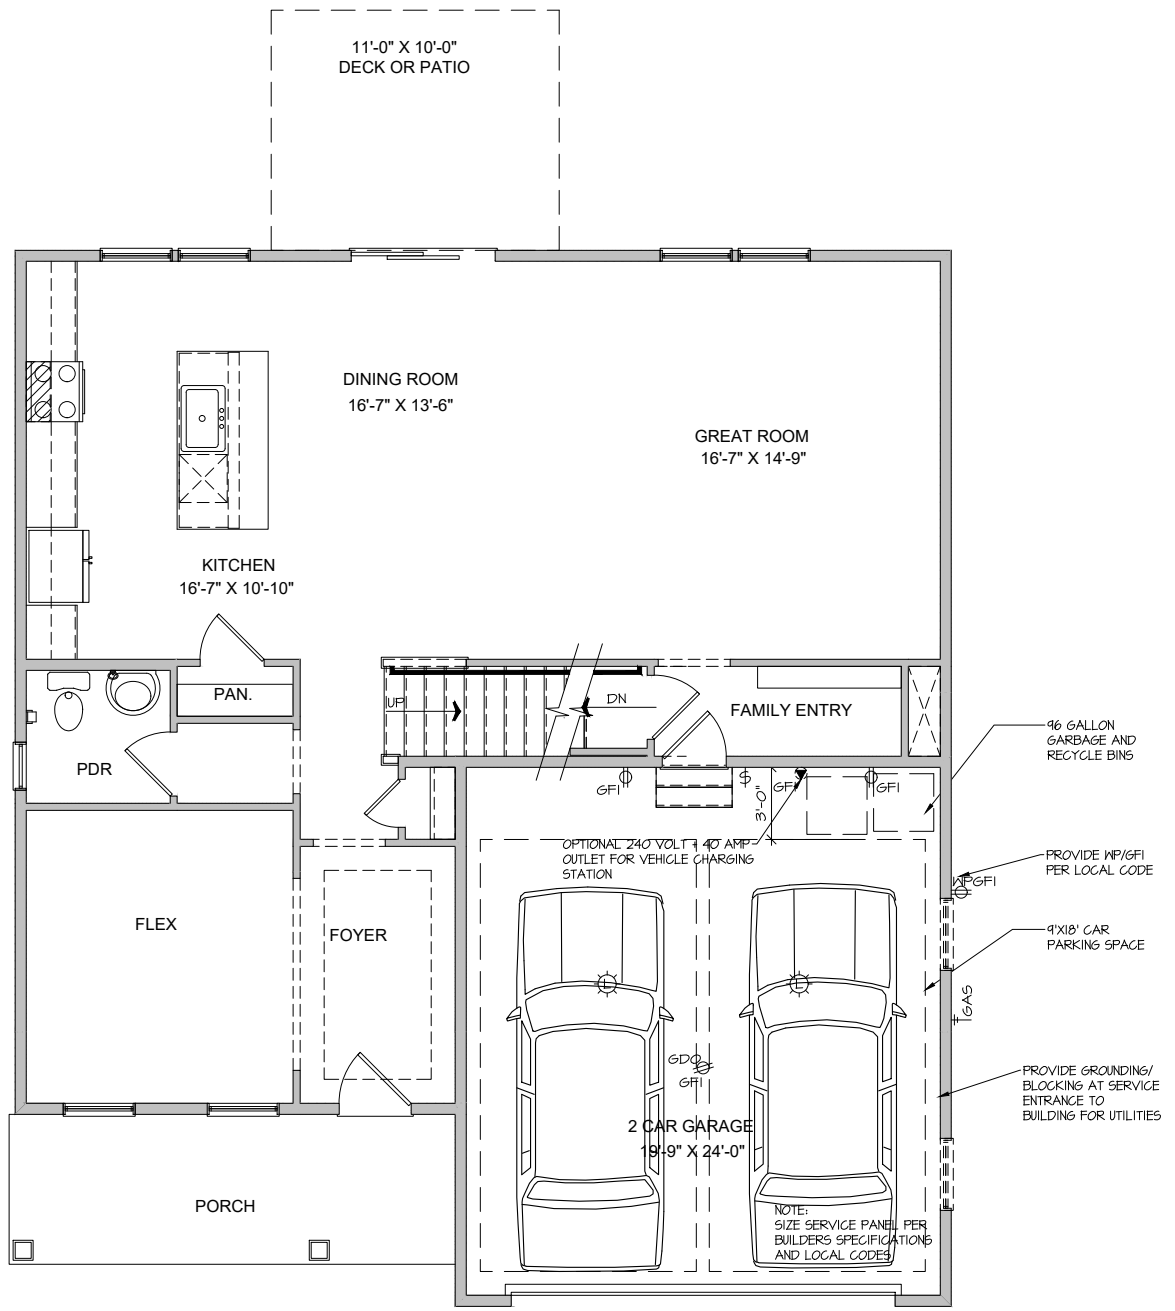 11'-0" X 10'-0"
DECK OR PATIO
DINING ROOM
16'-7" X 13'-6"
GREAT ROOM
16'-7" X 14'-9"
KITCHEN
16'-7" X 10'-10"
PAN.
UP
DN
FAMILY ENTRY
PDR
96 GALLON
GARBAGE AND
RECYCLE BINS
GFI
S
GFI
GFI
3'-0"
OPTIONAL 240 VOLT + 40 AMP
OUTLET FOR VEHICLE CHARGING
STATION
PROVIDE WP/GFI
PER LOCAL CODE
WPGFI
FLEX
FOYER
9'X18' CAR
PARKING SPACE
L
L
GAS
GDO
GFI
PROVIDE GROUNDING/
BLOCKING AT SERVICE
ENTRANCE TO
BUILDING FOR UTILITIES
2 CAR GARAGE
19'-9" X 24'-0"
PORCH
NOTE:
SIZE SERVICE PANEL PER
BUILDERS SPECIFICATIONS
AND LOCAL CODES